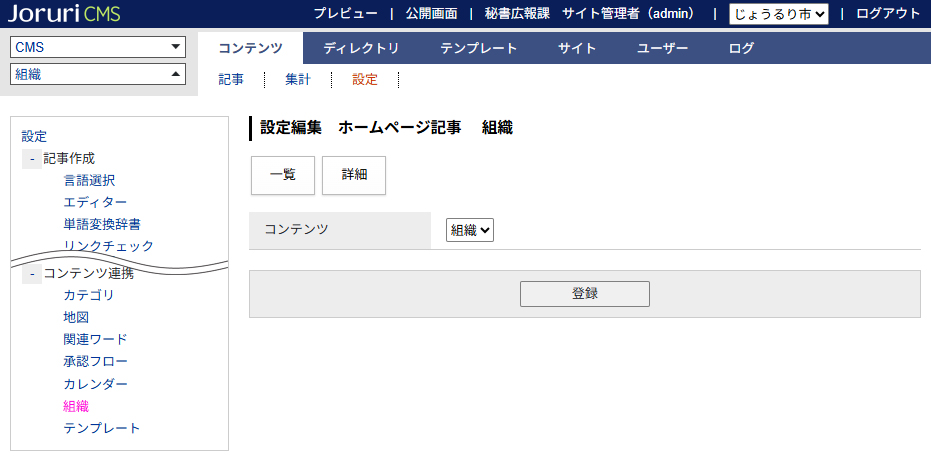 Joruri CMS
プレビュー | 公開画面 | 秘書広報課 サイト管理者（admin） | じょうるり市 | ログアウト
CMS
組織
コンテンツ ディレクトリ テンプレート サイト ユーザー ログ
記事 集計 設定
設定
- 記事作成
言語選択
エディター
単語変換辞書
リンクチェック
- コンテンツ連携
カテゴリ
地図
関連ワード
承認フロー
カレンダー
組織
テンプレート
設定編集 ホームページ記事 組織
一覧 詳細
コンテンツ 組織
登録